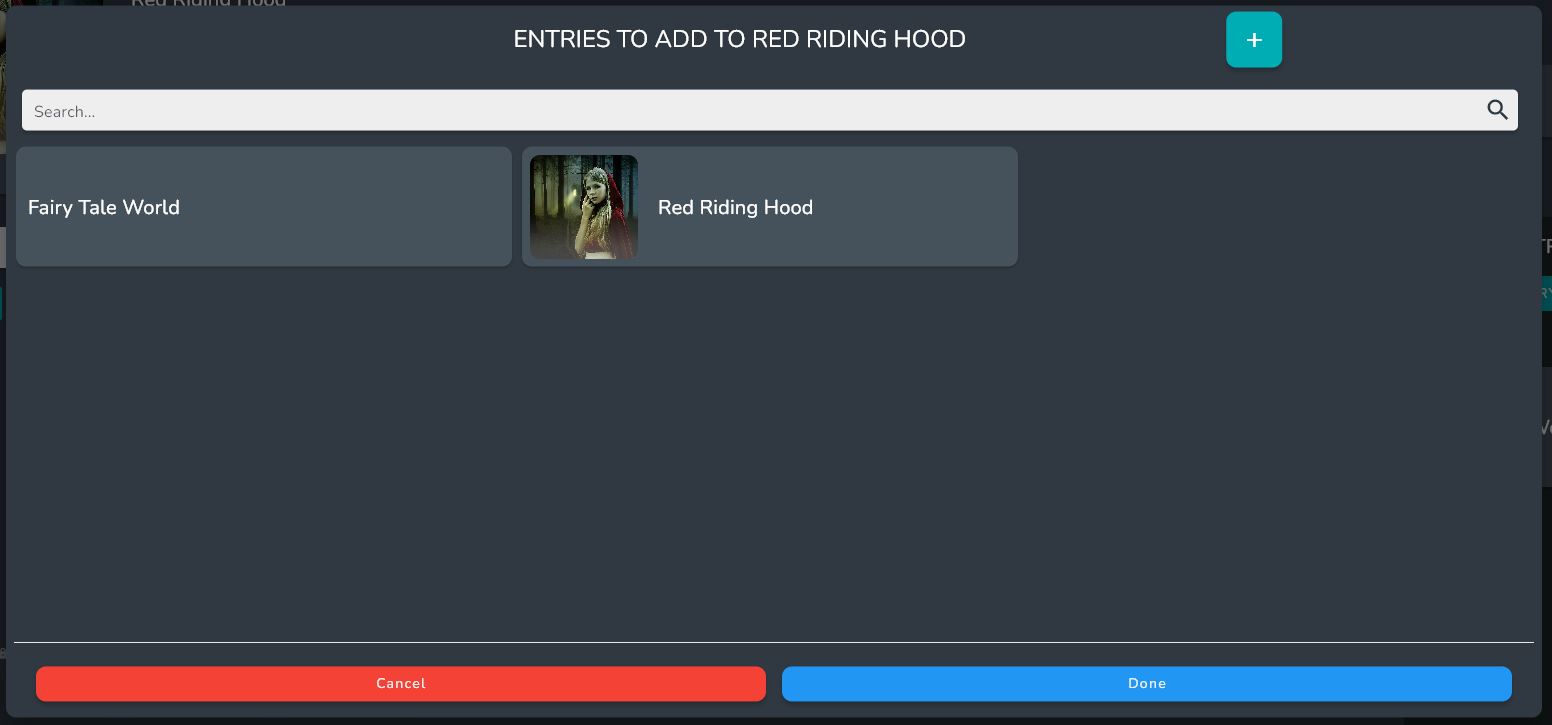 Red Riding Hood
ENTRIES TO ADD TO RED RIDING HOOD
+
Search...
Fairy Tale World
Red Riding Hood
Cancel
Done